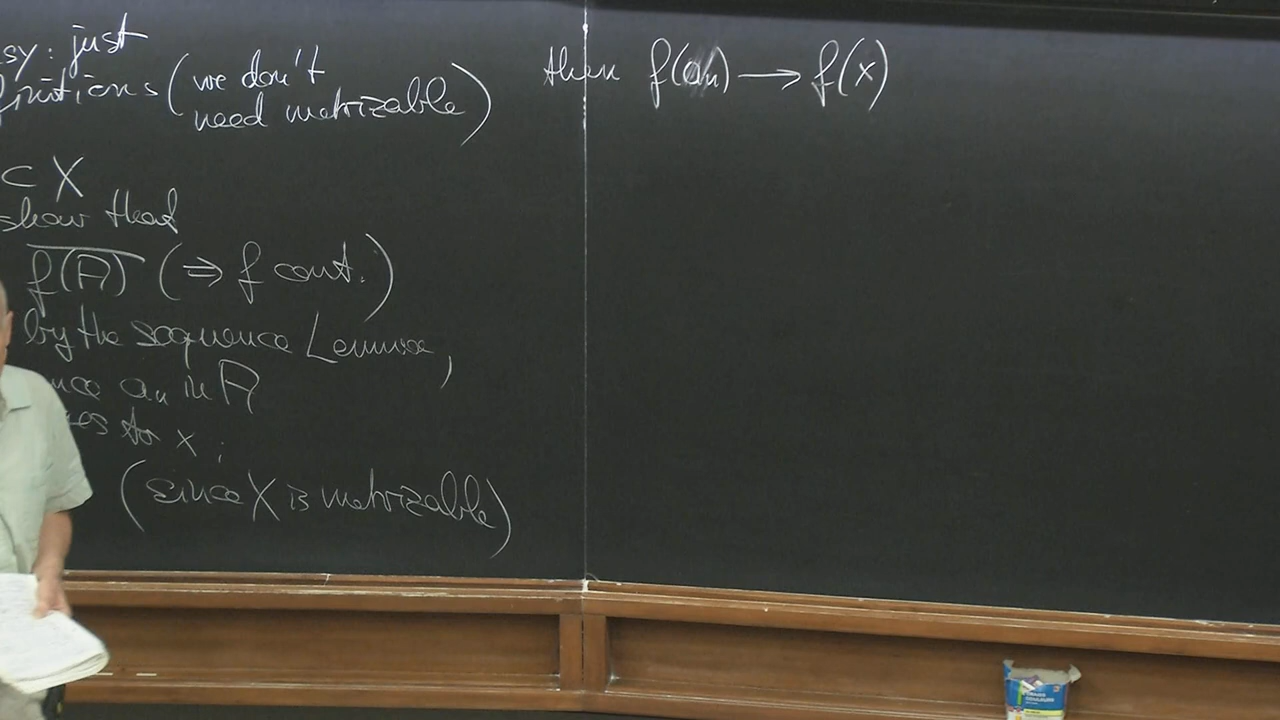 sy: just
finitions (we don't
need metrizable)
⊂ X
show that
f(A) (⇒ f cont.)
by the sequence Lemma,
nce an in A
es to x;
(since X is metrizable)
then f(an) → f(x)